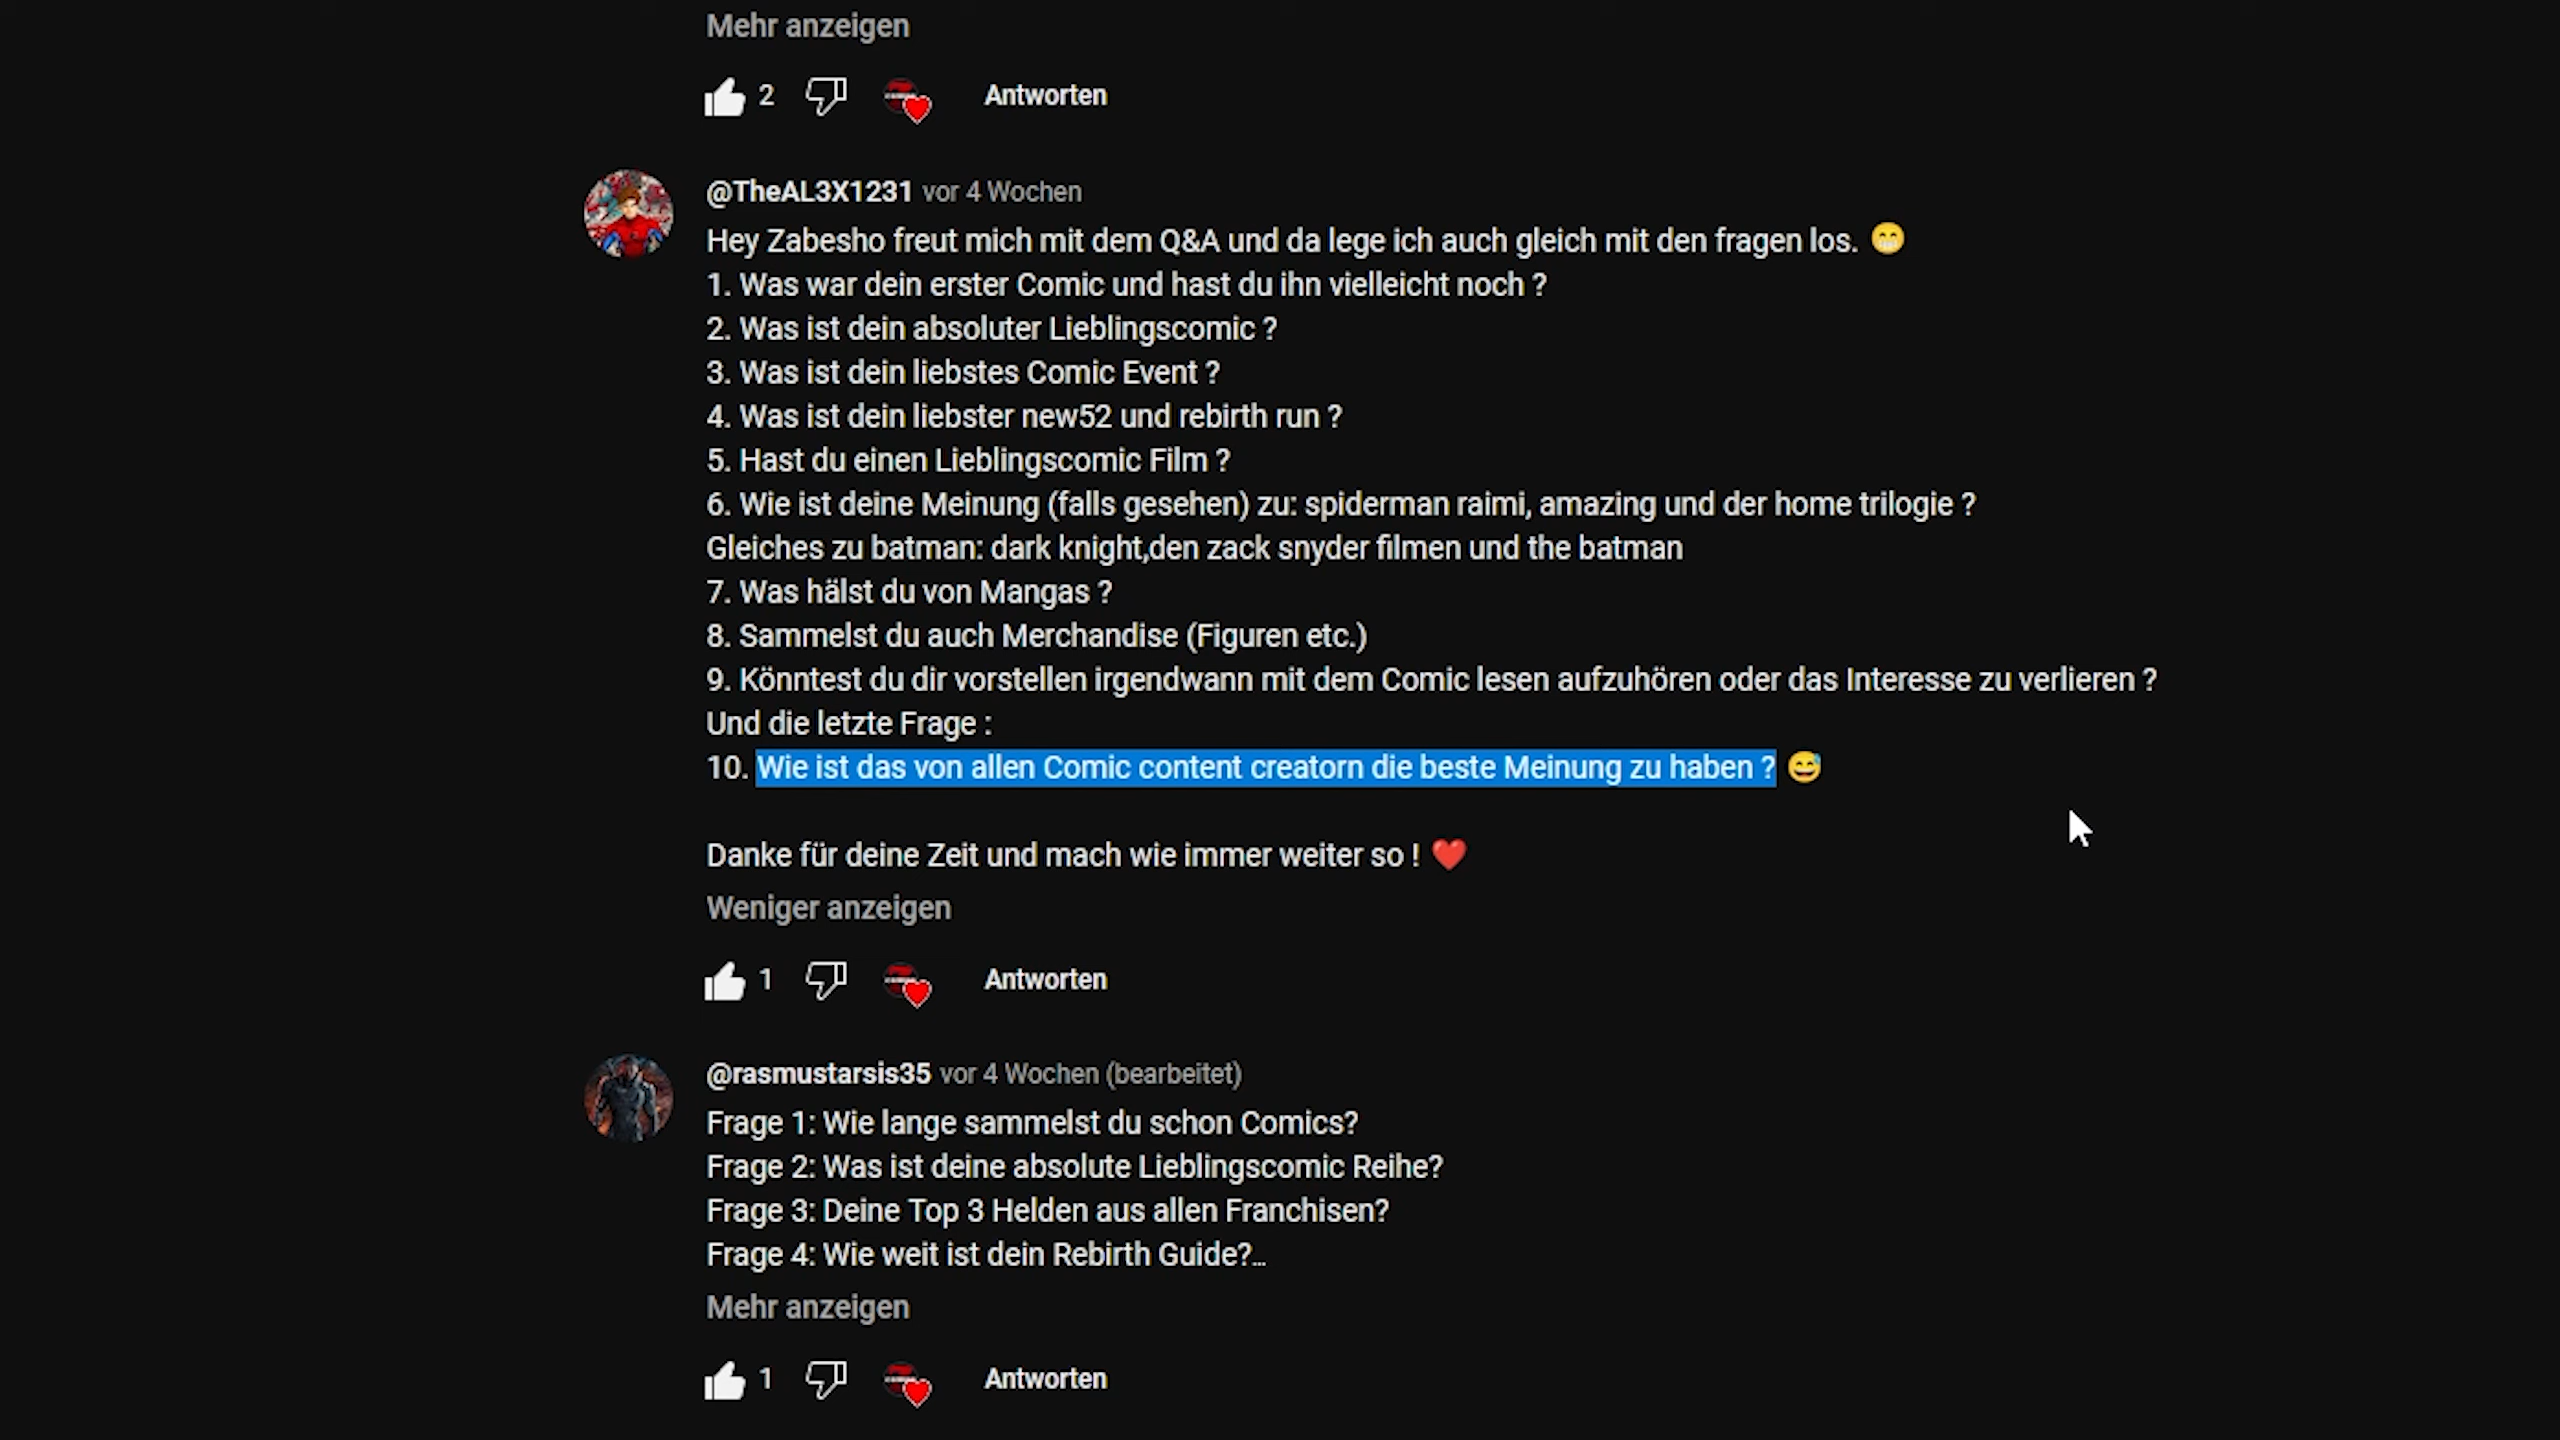 Mehr anzeigen
2 Antworten
@TheAL3X1231 vor 4 Wochen
Hey Zabesho freut mich mit dem Q&A und da lege ich auch gleich mit den fragen los. 😁
1. Was war dein erster Comic und hast du ihn vielleicht noch ?
2. Was ist dein absoluter Lieblingscomic ?
3. Was ist dein liebstes Comic Event ?
4. Was ist dein liebster new52 und rebirth run ?
5. Hast du einen Lieblingscomic Film ?
6. Wie ist deine Meinung (falls gesehen) zu: spiderman raimi, amazing und der home trilogie ?
Gleiches zu batman: dark knight,den zack snyder filmen und the batman
7. Was hälst du von Mangas ?
8. Sammelst du auch Merchandise (Figuren etc.)
9. Könntest du dir vorstellen irgendwann mit dem Comic lesen aufzuhören oder das Interesse zu verlieren ?
Und die letzte Frage :
10. Wie ist das von allen Comic content creatorn die beste Meinung zu haben ? 😅
Danke für deine Zeit und mach wie immer weiter so ! ❤️
Weniger anzeigen
1 Antworten
@rasmustarsis35 vor 4 Wochen (bearbeitet)
Frage 1: Wie lange sammelst du schon Comics?
Frage 2: Was ist deine absolute Lieblingscomic Reihe?
Frage 3: Deine Top 3 Helden aus allen Franchisen?
Frage 4: Wie weit ist dein Rebirth Guide?...
Mehr anzeigen
1 Antworten